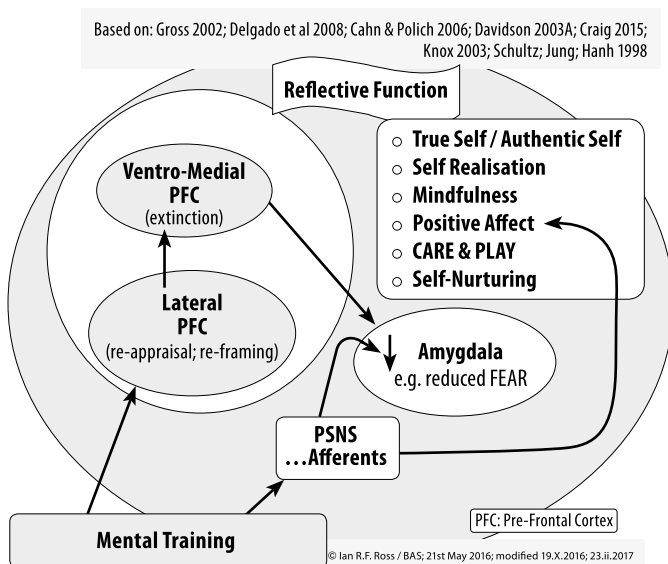 Based on: Gross 2002; Delgado et al 2008; Cahn & Polich 2006; Davidson 2003A; Craig 2015;
Knox 2003; Schultz; Jung; Hanh 1998
Reflective Function
○ True Self / Authentic Self
○ Self Realisation
○ Mindfulness
○ Positive Affect
○ CARE & PLAY
○ Self-Nurturing
Ventro-Medial
PFC
(extinction)
Lateral
PFC
(re-appraisal; re-framing)
Amygdala
e.g. reduced FEAR
PSNS
...Afferents
Mental Training
PFC: Pre-Frontal Cortex
© Ian R.F. Ross / BAS; 21st May 2016; modified 19.X.2016; 23.ii.2017